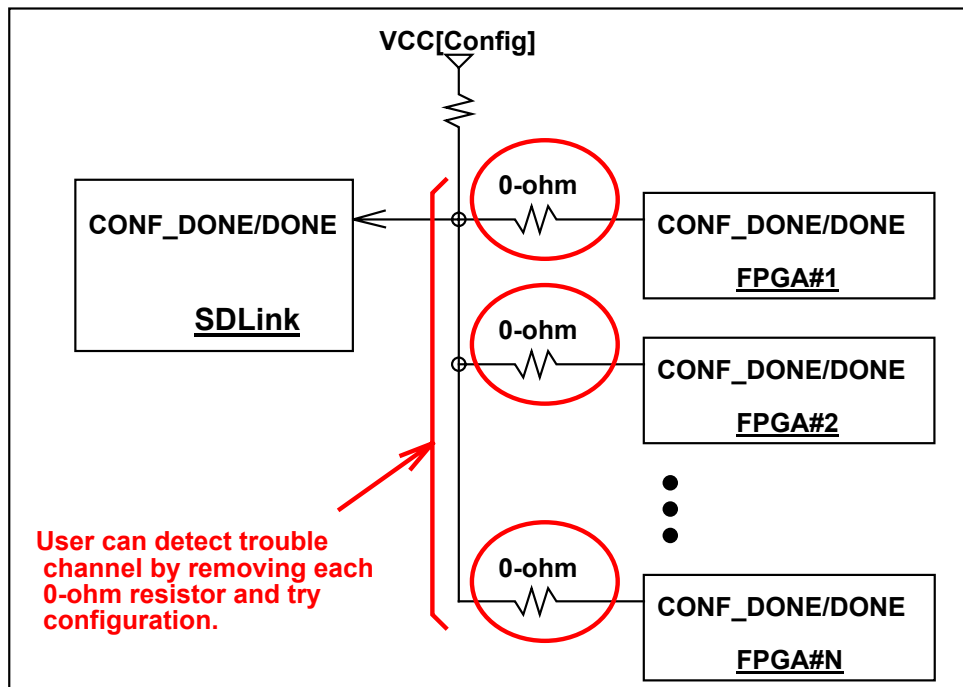 VCC[Config]
0-ohm
CONF_DONE/DONE
SDLink
CONF_DONE/DONE
FPGA#1
0-ohm
CONF_DONE/DONE
FPGA#2
User can detect trouble
channel by removing each
0-ohm resistor and try
configuration.
0-ohm
CONF_DONE/DONE
FPGA#N